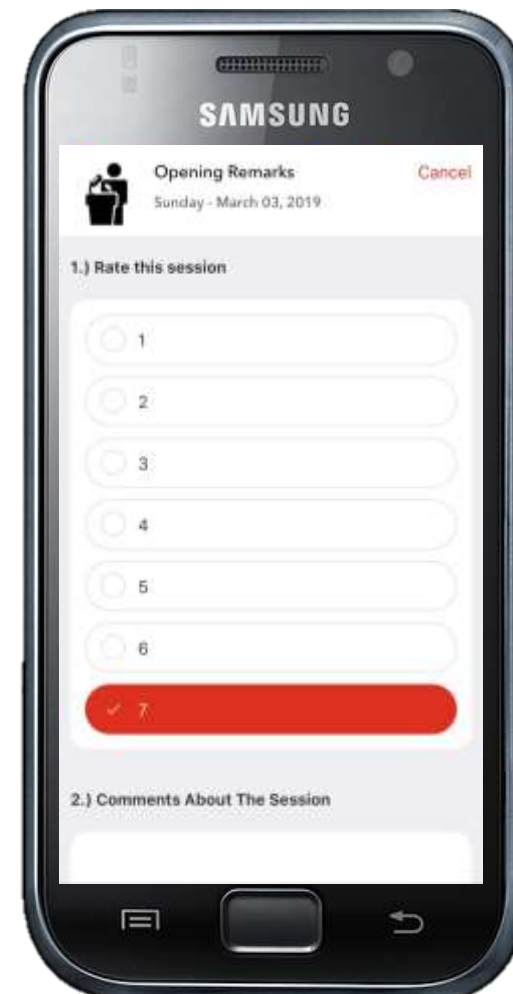 SAMSUNG
Opening Remarks
Cancel
Sunday - March 03, 2019
1.) Rate this session
1
2
3
4
5
6
7
2.) Comments About The Session